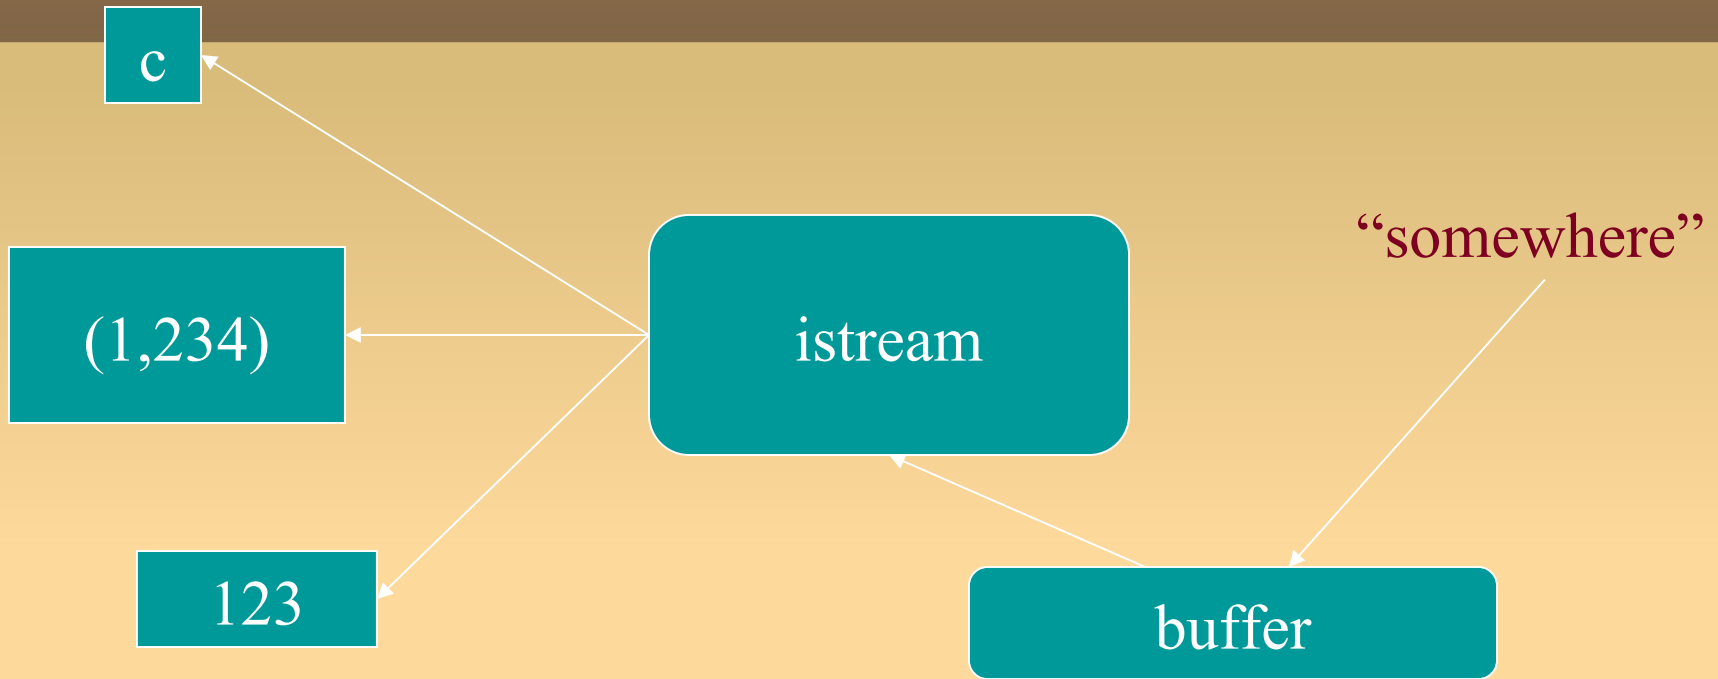 c
“somewhere”
(1,234)
istream
123
buffer